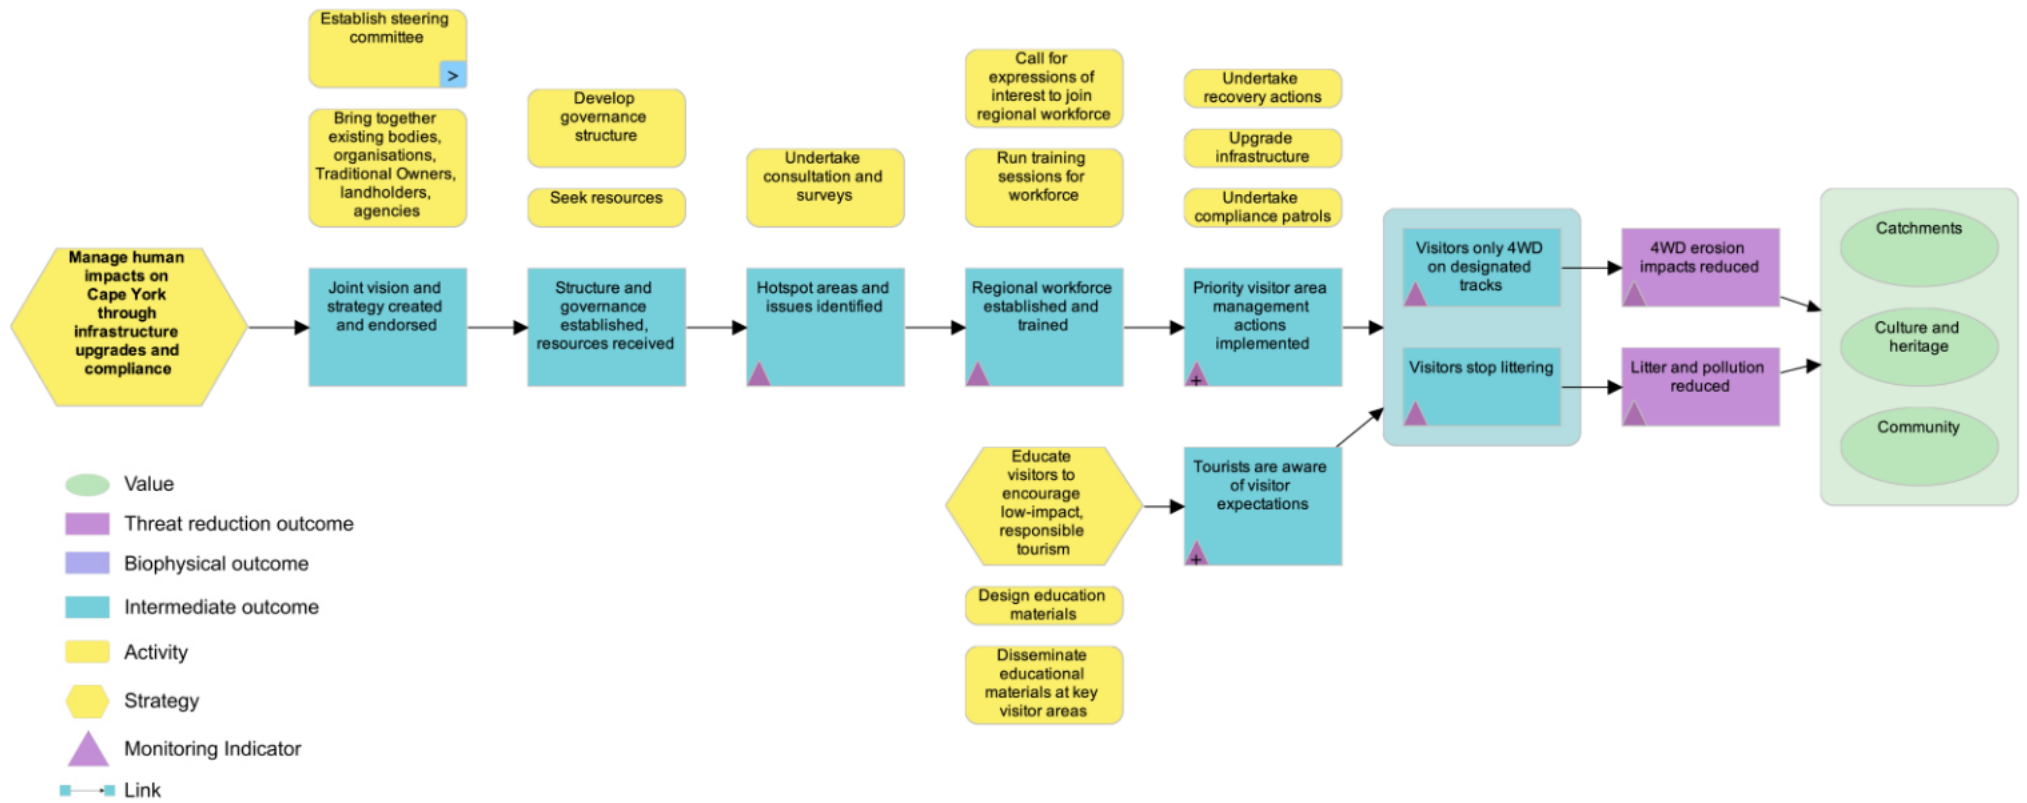 Establish steering
committee
>
Bring together
existing bodies,
organisations,
Traditional Owners,
landholders,
agencies
Develop
governance
structure
Seek resources
Undertake
consultation and
surveys
Call for
expressions of
interest to join
regional workforce
Run training
sessions for
workforce
Undertake
recovery actions
Upgrade
infrastructure
Undertake
compliance patrols
Manage human
impacts on
Cape York
through
infrastructure
upgrades and
compliance
Joint vision and
strategy created
and endorsed
Structure and
governance
established,
resources received
Hotspot areas and
issues identified
Regional workforce
established and
trained
Priority visitor area
management
actions
implemented
+
Visitors only 4WD
on designated
tracks
Visitors stop littering
4WD erosion
impacts reduced
Litter and pollution
reduced
Catchments
Culture and
heritage
Community
Educate
visitors to
encourage
low-impact,
responsible
tourism
Tourists are aware
of visitor
expectations
+
Design education
materials
Disseminate
educational
materials at key
visitor areas
Value
Threat reduction outcome
Biophysical outcome
Intermediate outcome
Activity
Strategy
Monitoring Indicator
Link